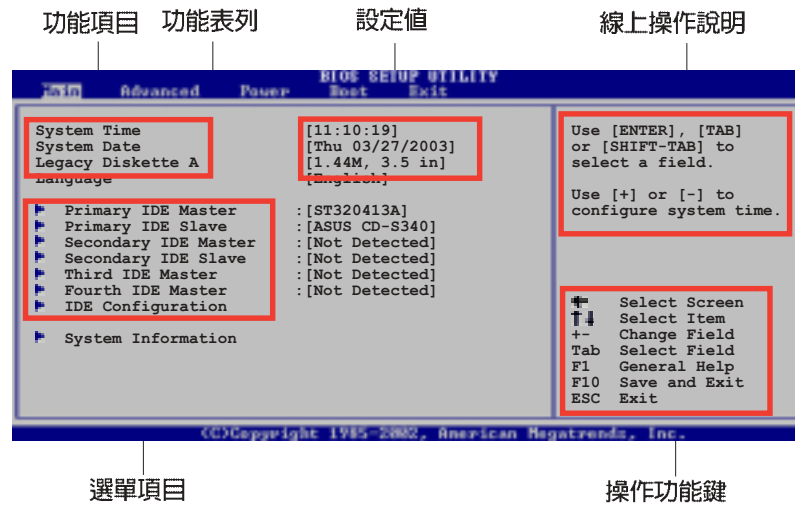 功能項目 功能表列 設定值 線上操作說明
BIOS SETUP UTILITY
Main Advanced Power Boot Exit
System Time [11:10:19]
System Date [Thu 03/27/2003]
Legacy Diskette A [1.44M, 3.5 in]
Language [English]
Primary IDE Master :[ST320413A]
Primary IDE Slave :[ASUS CD-S340]
Secondary IDE Master :[Not Detected]
Secondary IDE Slave :[Not Detected]
Third IDE Master :[Not Detected]
Fourth IDE Master :[Not Detected]
IDE Configuration
System Information
Use [ENTER], [TAB]
or [SHIFT-TAB] to
select a field.
Use [+] or [-] to
configure system time.
Select Screen
↑↓ Select Item
+- Change Field
Tab Select Field
F1 General Help
F10 Save and Exit
ESC Exit
(C)Copyright 1985-2002, American Megatrends, Inc.
選單項目 操作功能鍵